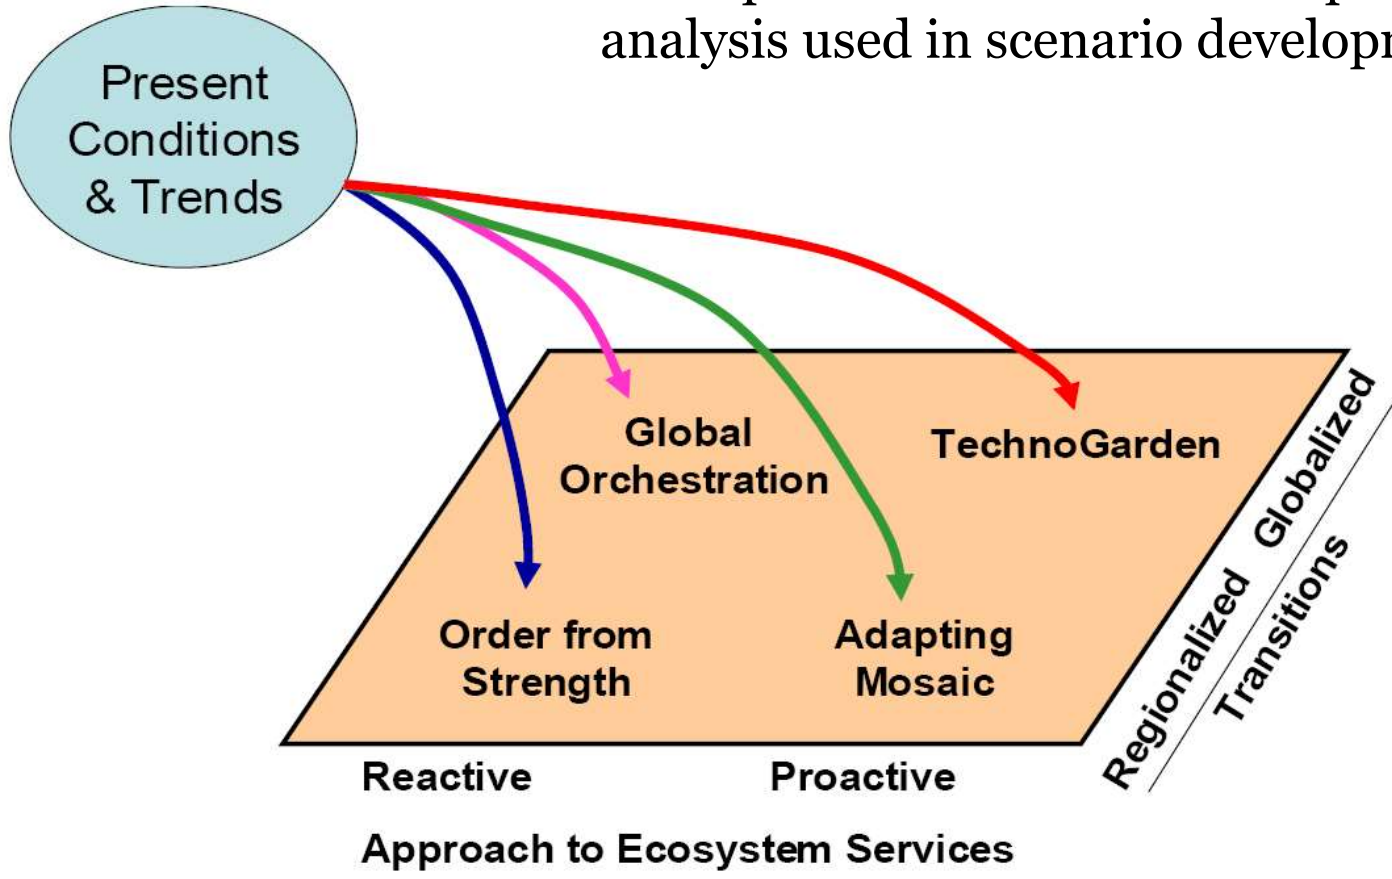 analysis used in scenario
Present
Conditions
& Trends
Global
Orchestration
TechnoGarden
Order from
Strength
Adapting
Mosaic
Reactive
Proactive
Approach to Ecosystem Services
Regionalized Globalized
Transitions